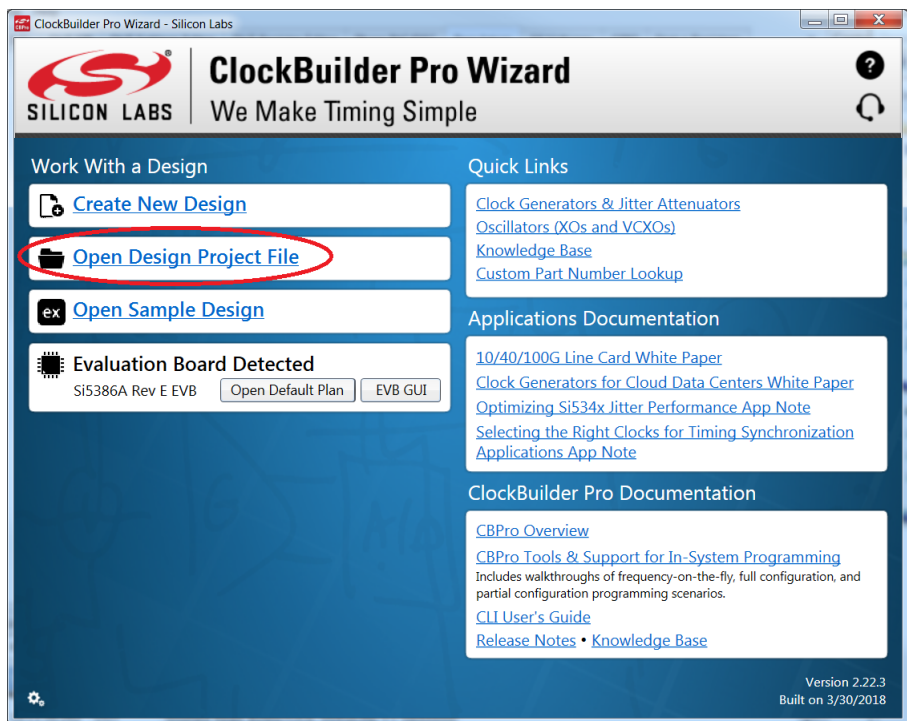 ClockBuilder Pro Wizard - Silicon Labs
SILICON LABS
ClockBuilder Pro Wizard
We Make Timing Simple
?
Work With a Design
Create New Design
Open Design Project File
ex Open Sample Design
Evaluation Board Detected
Si5386A Rev E EVB Open Default Plan EVB GUI
Quick Links
Clock Generators & Jitter Attenuators
Oscillators (XOs and VCXOs)
Knowledge Base
Custom Part Number Lookup
Applications Documentation
10/40/100G Line Card White Paper
Clock Generators for Cloud Data Centers White Paper
Optimizing Si534x Jitter Performance App Note
Selecting the Right Clocks for Timing Synchronization
Applications App Note
ClockBuilder Pro Documentation
CBPro Overview
CBPro Tools & Support for In-System Programming
Includes walkthroughs of frequency-on-the-fly, full configuration, and
partial configuration programming scenarios.
CLI User's Guide
Release Notes • Knowledge Base
Version 2.22.3
Built on 3/30/2018